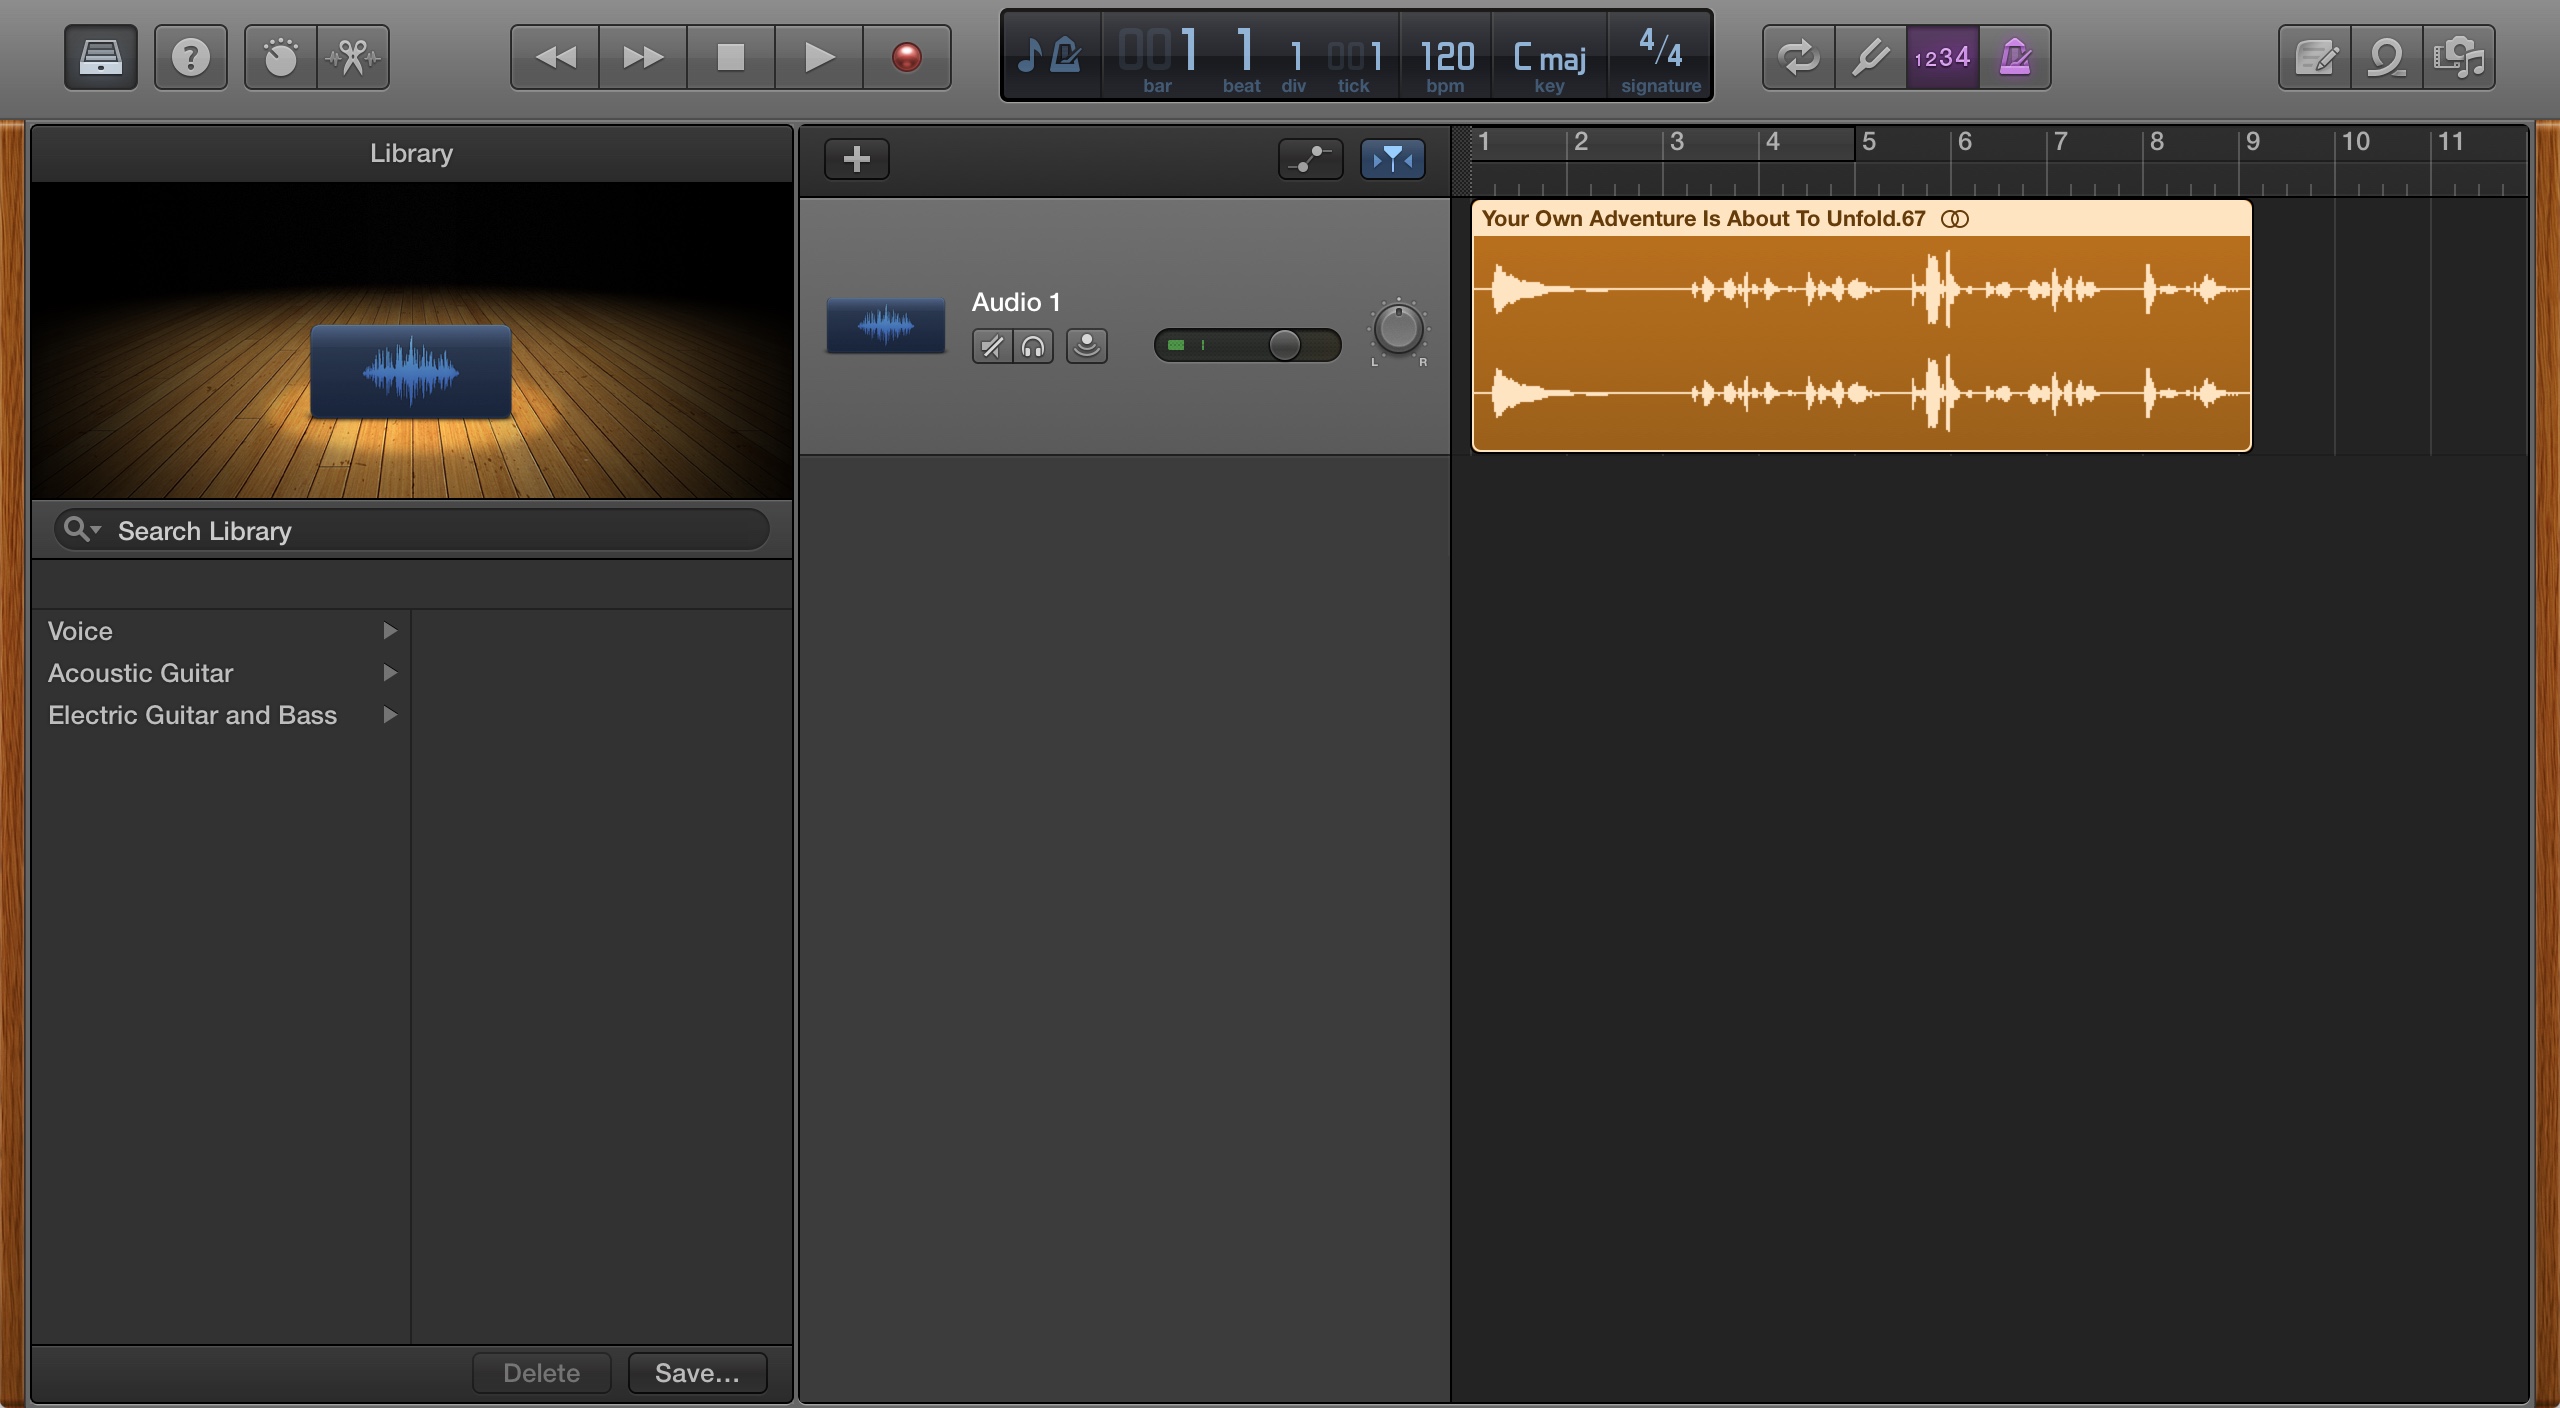 ?
001 1 1 001 120 C maj 4/4
bar beat div tick bpm key signature
1234
Library
1 2 3 4 5 6 7 8 9 10 11
Your Own Adventure Is About To Unfold.67
Audio 1
L R
Search Library
Voice
Acoustic Guitar
Electric Guitar and Bass
Delete Save...